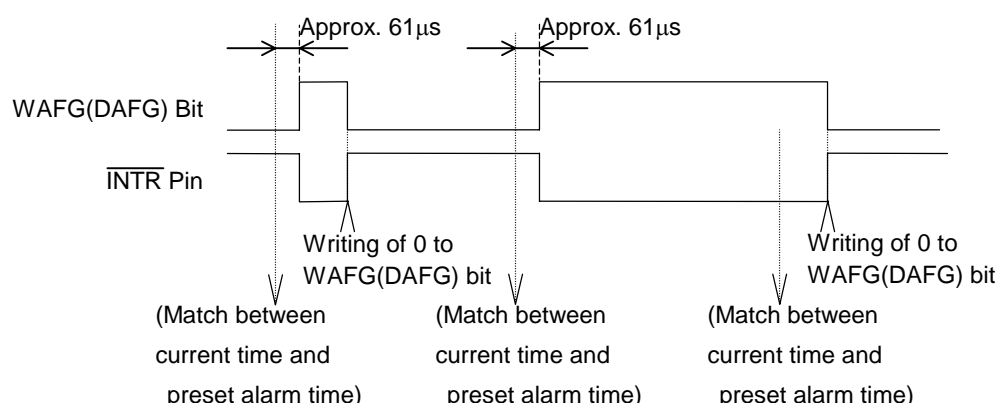 Approx. 61μs Approx. 61μs
WAFG(DAFG) Bit
INTR Pin
Writing of 0 to
WAFG(DAFG) bit
Writing of 0 to
WAFG(DAFG) bit
(Match between
current time and
preset alarm time)
(Match between
current time and
preset alarm time)
(Match between
current time and
preset alarm time)